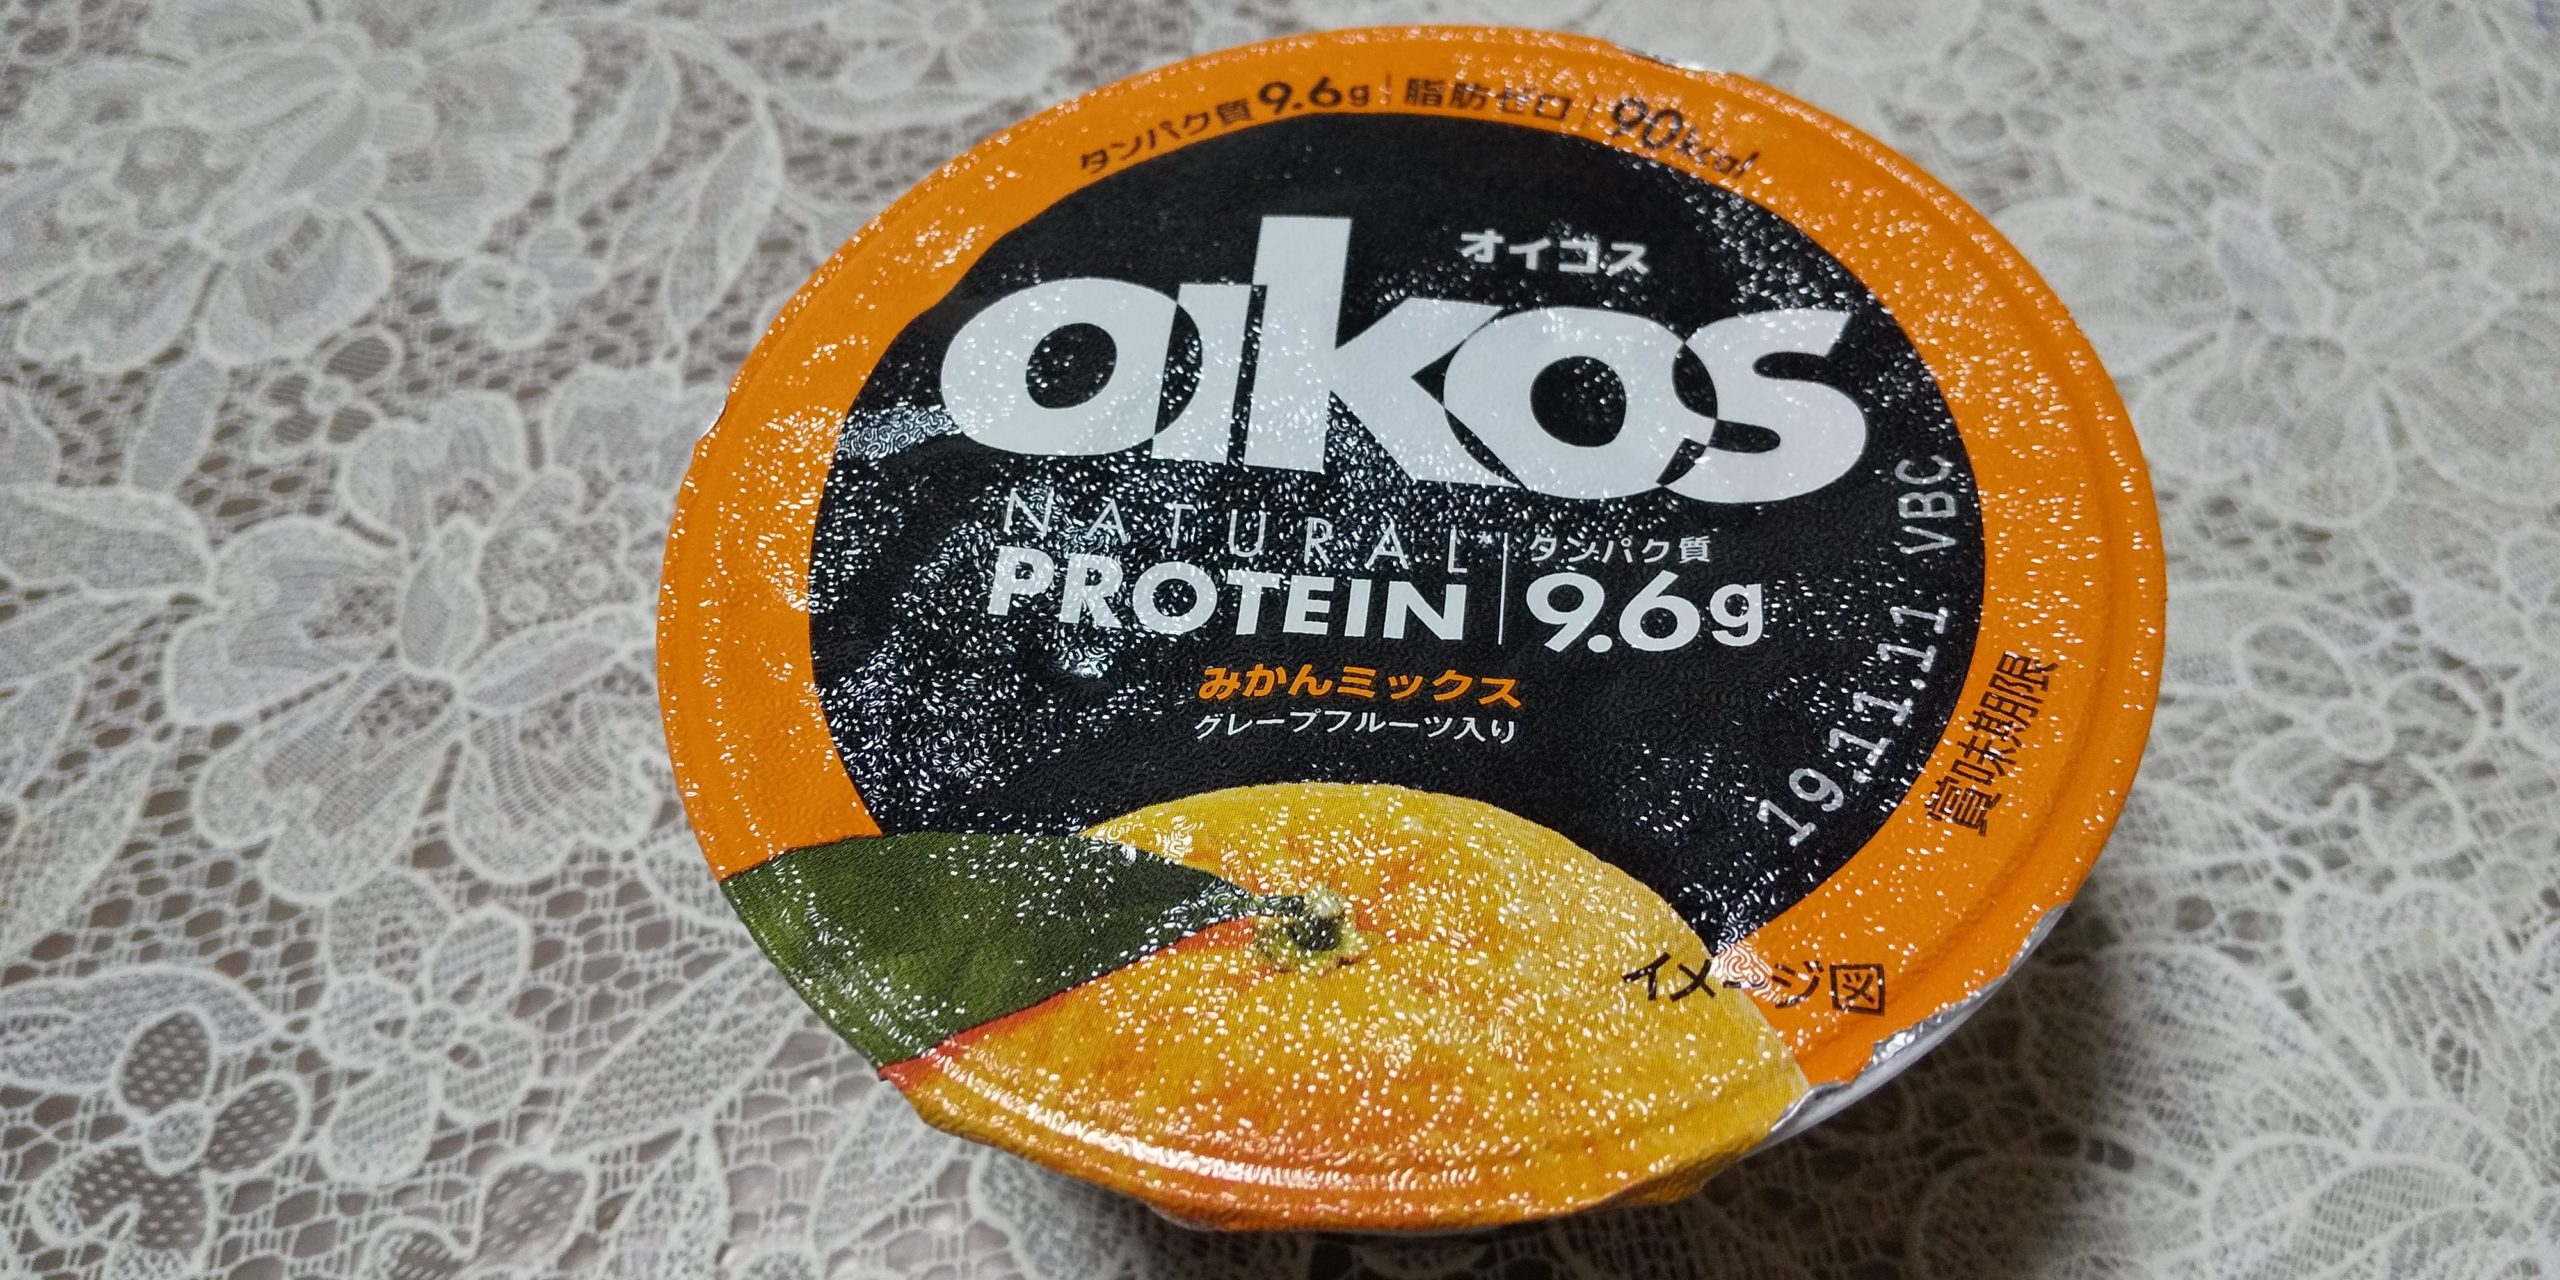 タンパク質9.6g|脂肪ゼロ|90kcal
オイコス
oikos
NATURAL*
PROTEIN
タンパク質
9.6g
みかんミックス
グレープフルーツ入り
19.11.11 VBC
賞味期限
イメージ図